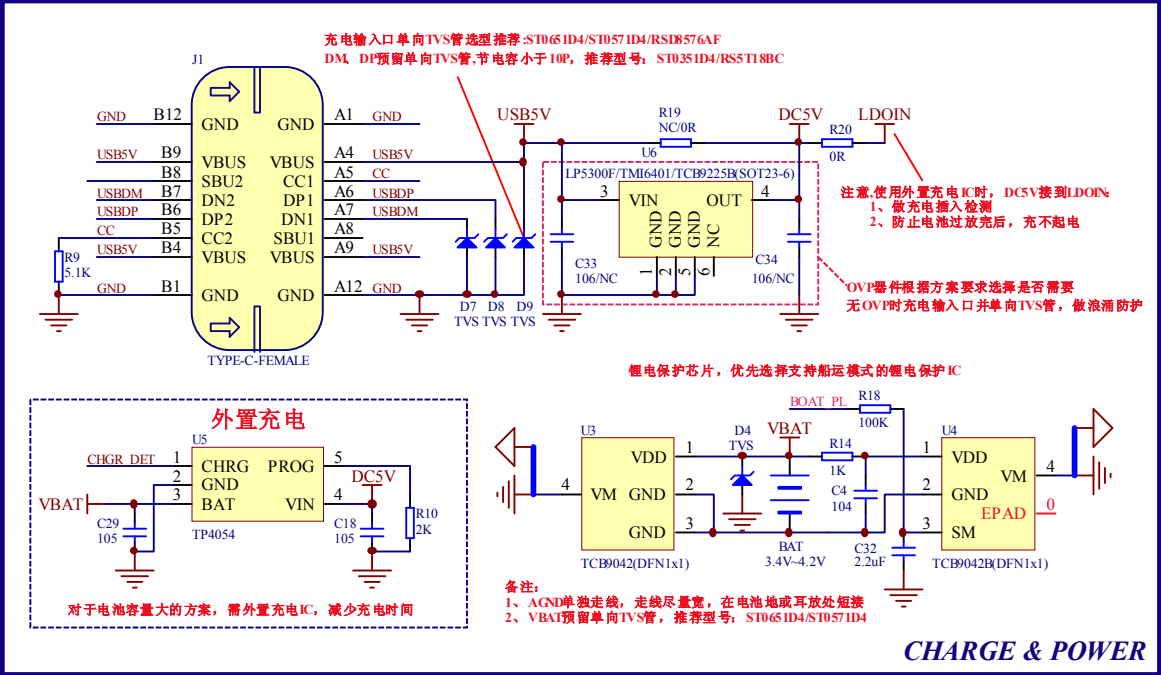 充电输入口单向TVS管选型推荐:ST0651D4/ST0571D4/RSD8576AF
DM、DP预留单向TVS管,节电容小于10P，推荐型号：ST0351D4/RS5T18BC
J1
GND B12 GND GND A1 GND
USB5V B9 VBUS VBUS A4 USB5V
B8 SBU2 CC1 A5 CC
USBDM B7 DN2 DP1 A6 USBDP
USBDP B6 DP2 DN1 A7 USBDM
CC B5 CC2 SBU1 A8
USB5V B4 VBUS VBUS A9 USB5V
GND B1 GND GND A12 GND
R9
5.1K
TYPE-C-FEMALE
D7 D8 D9
TVS TVS TVS
USB5V
R19
NC/0R
DC5V
R20
0R
LDOIN
U6
LP5300F/TMI6401/TCB9225B(SOT23-6)
3 VIN OUT 4
GND GND GND NC
1 2 5 6
C33
106/NC
C34
106/NC
注意,使用外置充电IC时，DC5V接到LDOIN:
1、做充电插入检测
2、防止电池过放完后，充不起电
OVP器件根据方案要求选择是否需要
无OVP时充电输入口并单向TVS管，做浪涌防护
外置充电
U5
CHGR_DET 1 CHRG PROG 5
2 GND
VBAT 3 BAT VIN 4
DC5V
C29
105
TP4054
C18
105
R10
2K
对于电池容量大的方案，需外置充电IC，减少充电时间
锂电保护芯片，优先选择支持船运模式的锂电保护IC
BOAT_PL
R18
100K
U3
VDD 1
4 VM GND 2
GND 3
TCB9042(DFN1x1)
D4
TVS
VBAT
R14
1K
C4
104
BAT
3.4V~4.2V
C32
2.2uF
U4
1 VDD
VM 4
2 GND
EPAD 0
3 SM
TCB9042B(DFN1x1)
备注：
1、AGND单独走线，走线尽量宽，在电池地或耳放处短接
2、VBAT预留单向TVS管，推荐型号：ST0651D4/ST0571D4
CHARGE & POWER